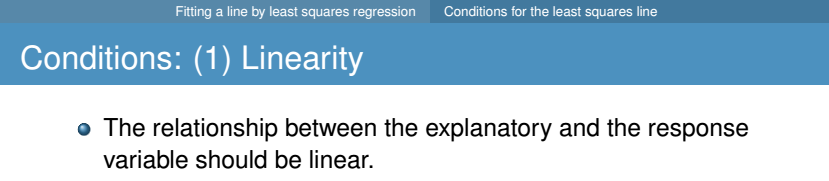 Fitting a line by least squares regression Conditions for the least squares line
Conditions: (1) Linearity
The relationship between the explanatory and the response
variable should be linear.